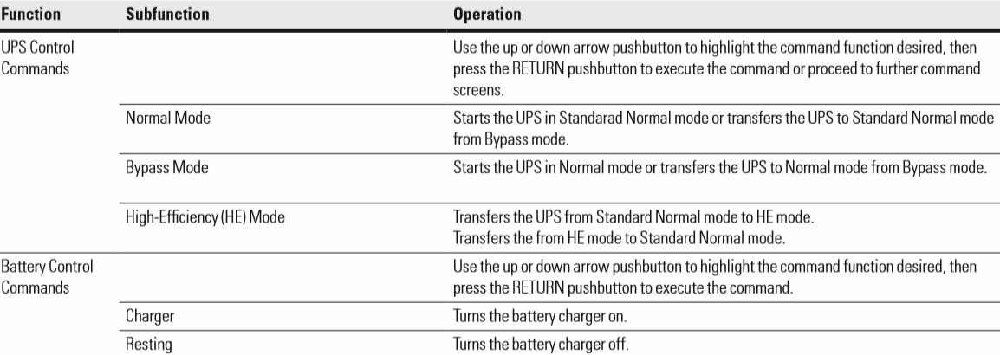 Function Subfunction Operation
UPS Control Use the up or down arrow pushbutton to highlight the command function desired, then
Commands press the RETURN pushbutton to execute the command or proceed to further command
screens.
Normal Mode Starts the UPS in Standarad Normal mode or transfers the UPS to Standard Normal mode
from Bypass mode.
Bypass Mode Starts the UPS in Normal mode or transfers the UPS to Normal mode from Bypass mode.
High-Efficiency (HE) Mode Transfers the UPS from Standard Normal mode to HE mode.
Transfers the from HE mode to Standard Normal mode.
Battery Control Use the up or down arrow pushbutton to highlight the command function desired, then
Commands press the RETURN pushbutton to execute the command.
Charger Turns the battery charger on.
Resting Turns the battery charger off.